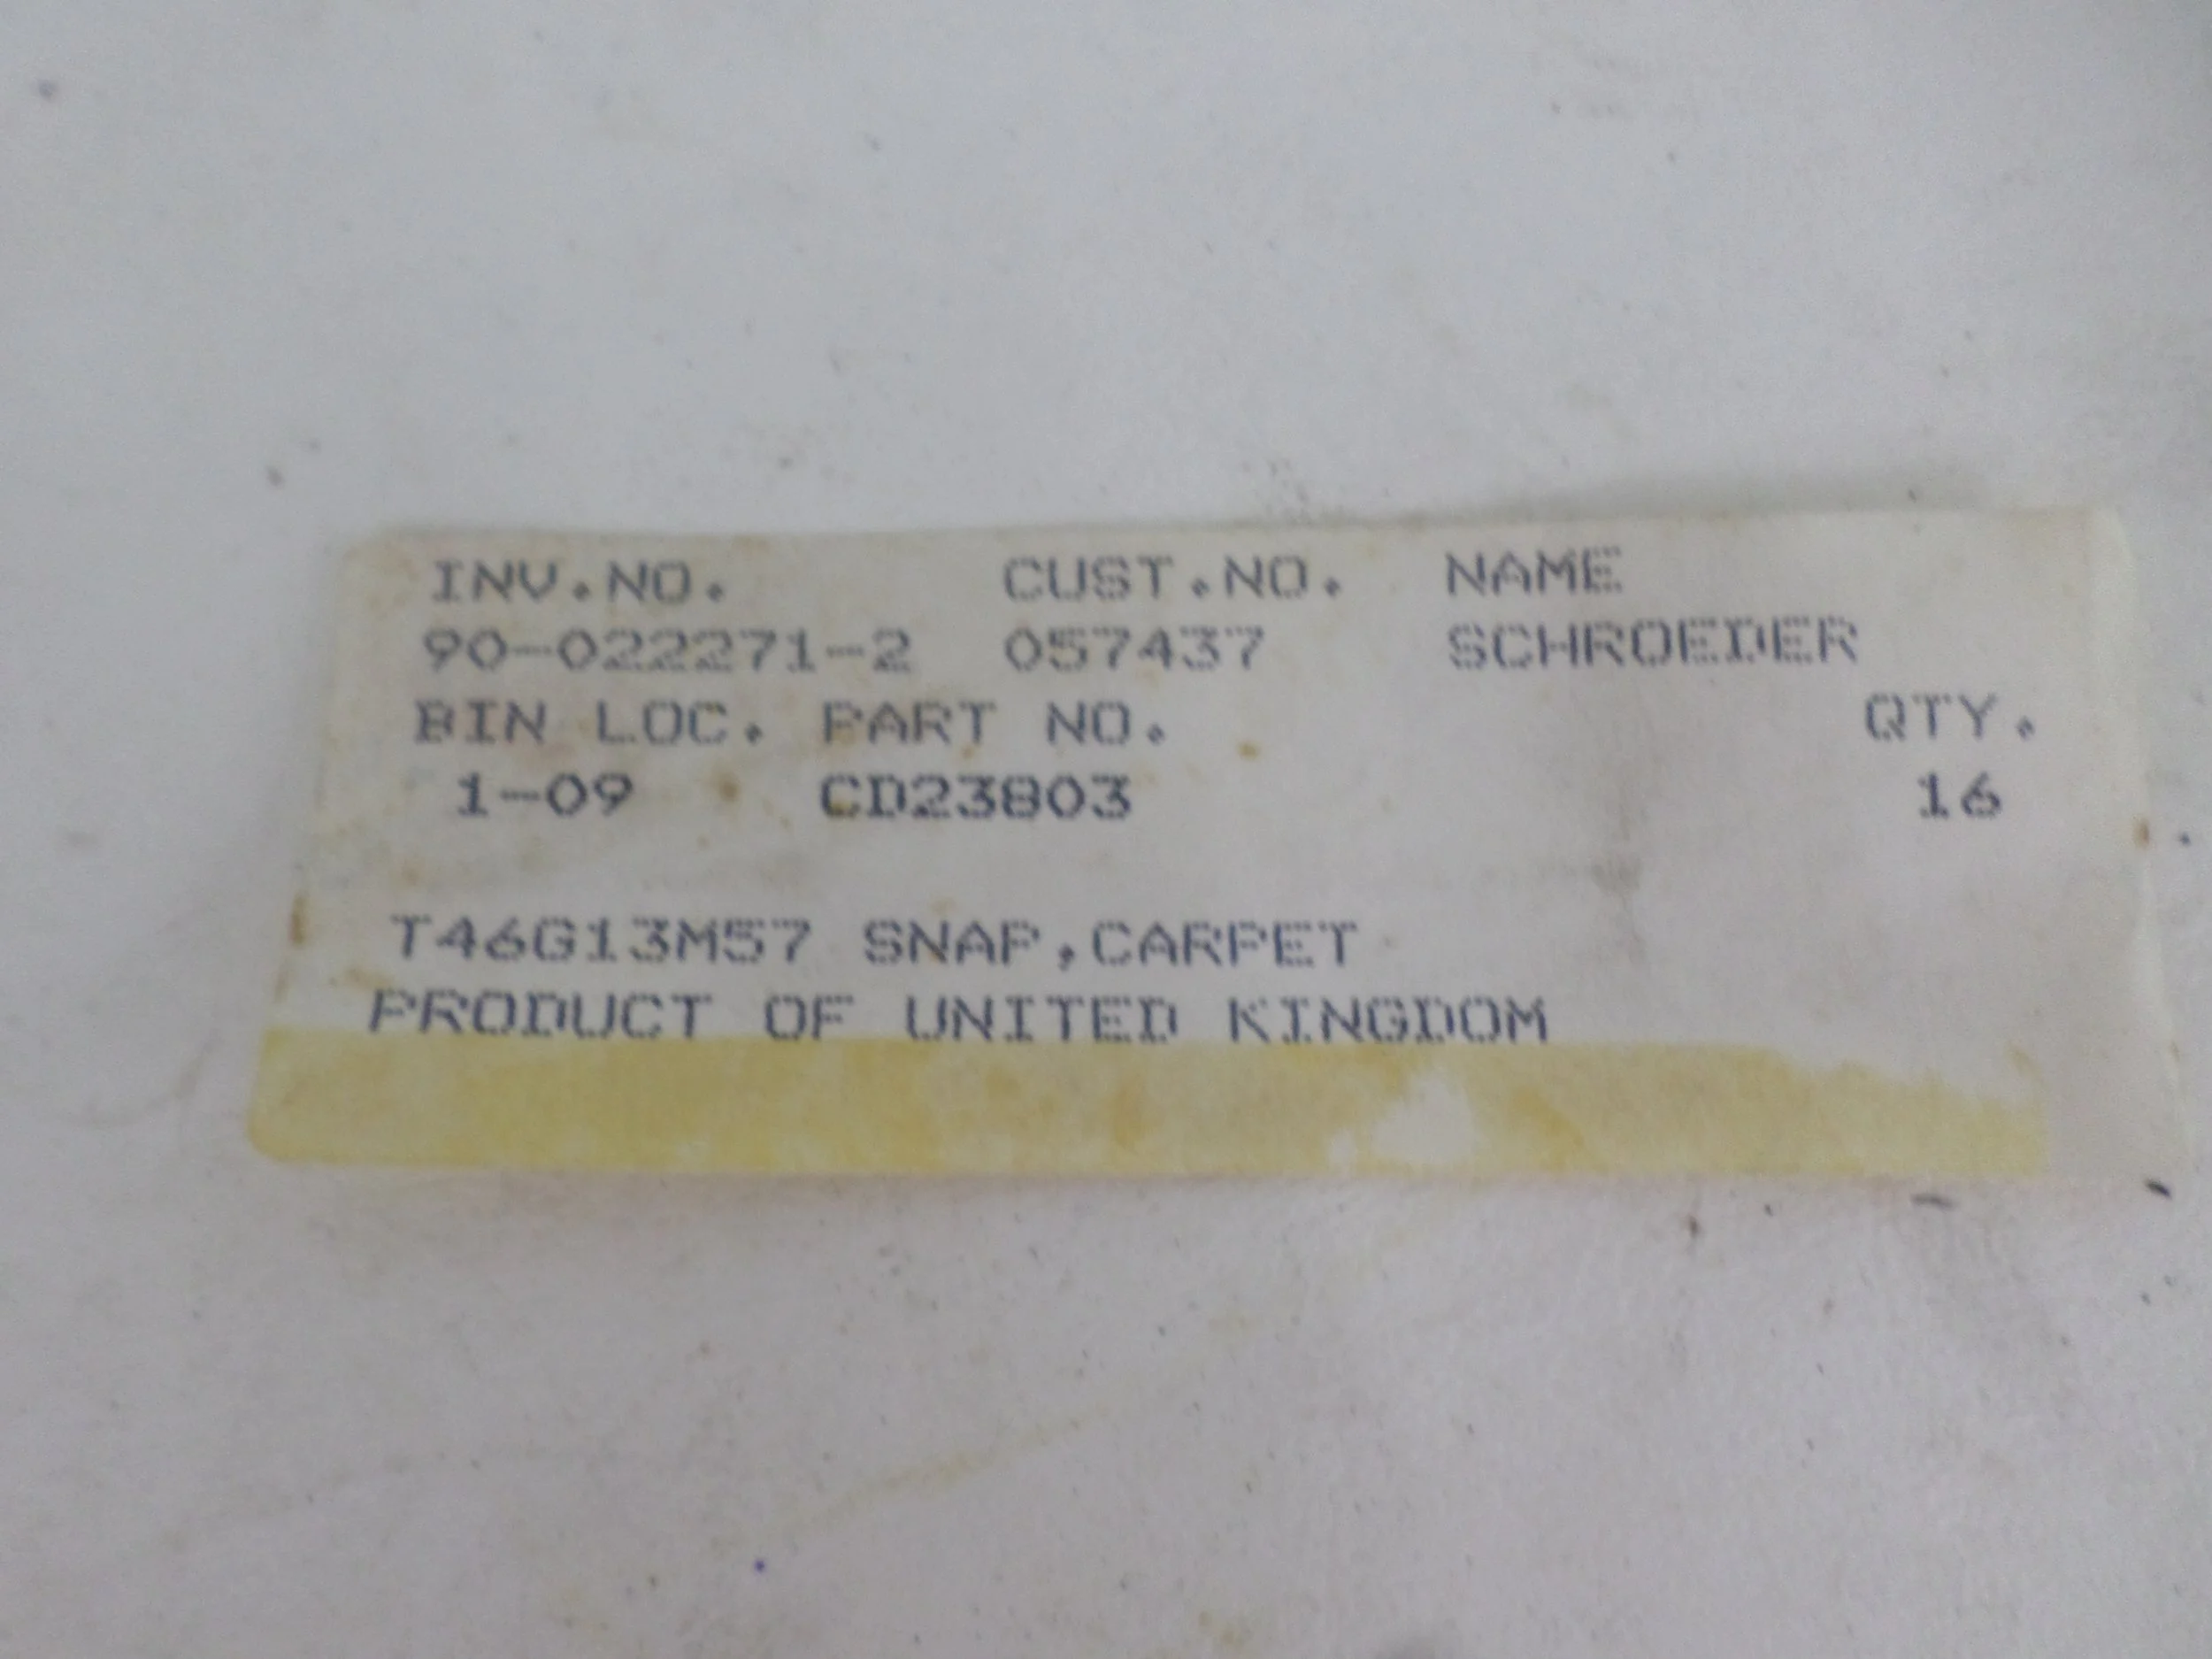 INV.NO. CUST.NO. NAME
90-022271-2 057437 SCHROEDER
BIN LOC. PART NO. QTY.
1-09 CD23803 16
T46G13M57 SNAP,CARPET
PRODUCT OF UNITED KINGDOM